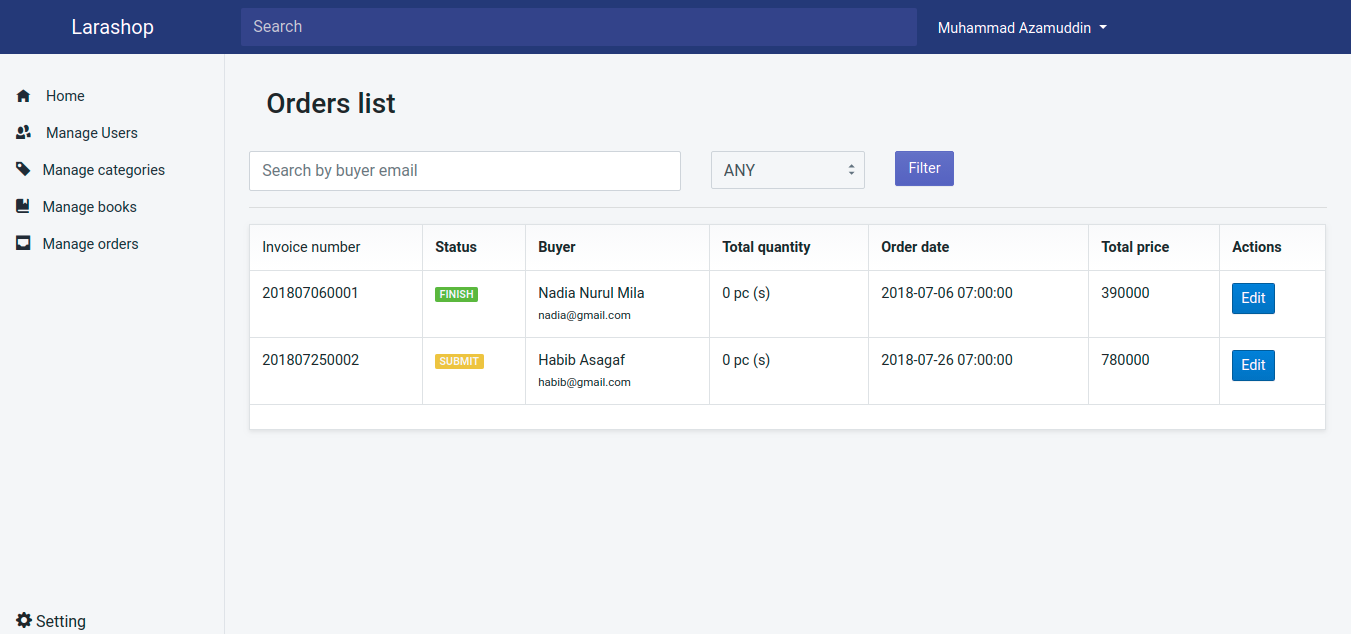 Larashop
Search
Muhammad Azamuddin
Home
Manage Users
Manage categories
Manage books
Manage orders
Setting
Orders list
Search by buyer email
ANY
Filter
Invoice number Status Buyer Total quantity Order date Total price Actions
201807060001 FINISH Nadia Nurul Mila 0 pc (s) 2018-07-06 07:00:00 390000 Edit
nadia@gmail.com
201807250002 SUBMIT Habib Asagaf 0 pc (s) 2018-07-26 07:00:00 780000 Edit
habib@gmail.com